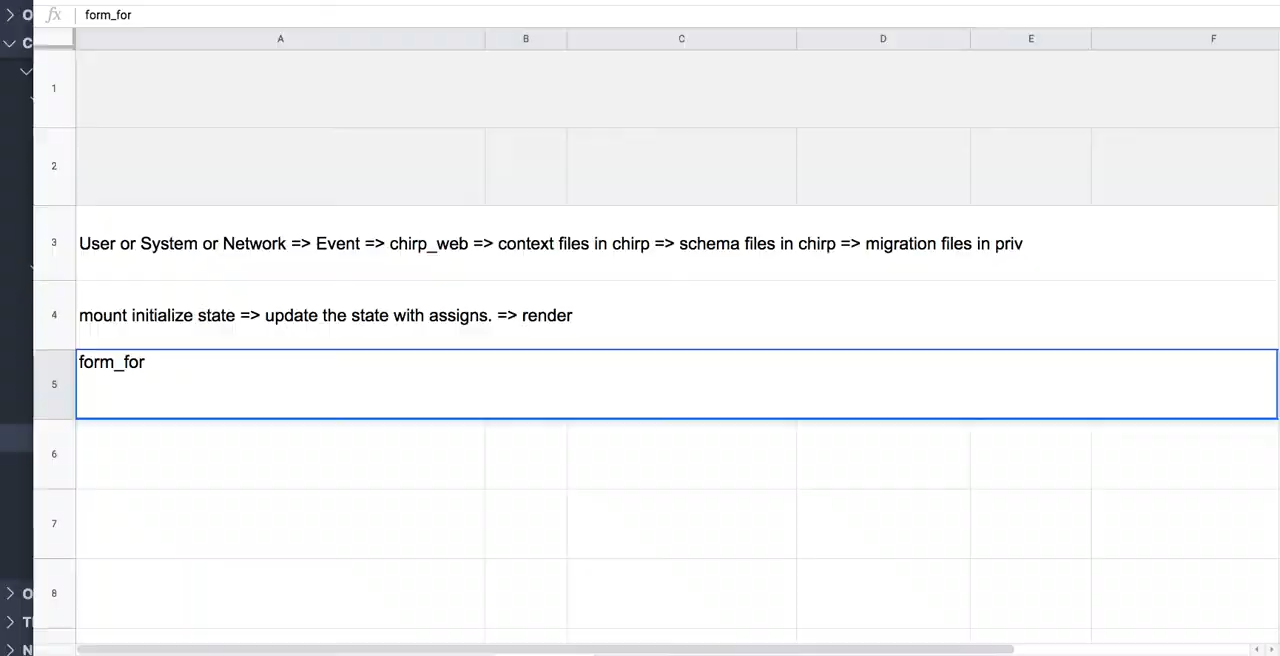 fx form_for
A B C D E F
1
2
3 User or System or Network => Event => chirp_web => context files in chirp => schema files in chirp => migration files in priv
4 mount initialize state => update the state with assigns. => render
5 form_for
6
7
8
O
C
O
T
N